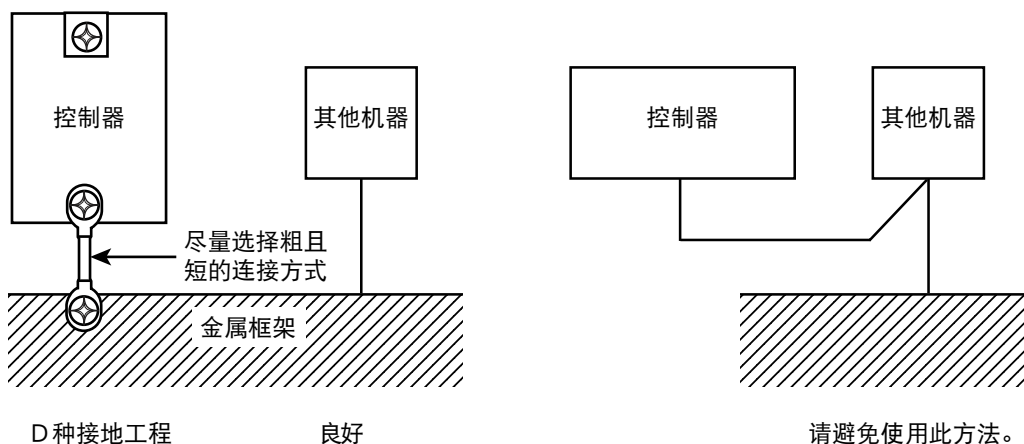 控制器
其他机器
控制器
其他机器
尽量选择粗且
短的连接方式
金属框架
D种接地工程
良好
请避免使用此方法。